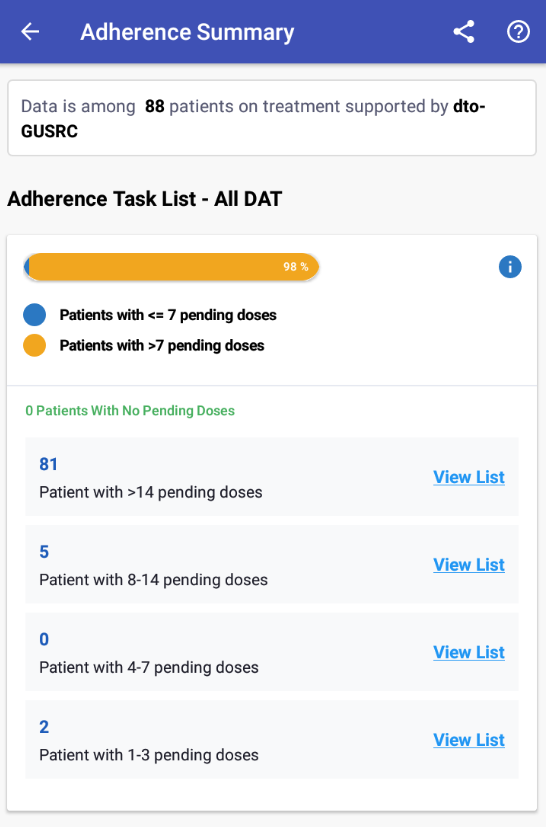 Adherence Summary
Data is among 88 patients on treatment supported by dto-
GUSRC
Adherence Task List - All DAT
98 %
Patients with <= 7 pending doses
Patients with >7 pending doses
0 Patients With No Pending Doses
81
Patient with >14 pending doses
View List
5
Patient with 8-14 pending doses
View List
0
Patient with 4-7 pending doses
View List
2
Patient with 1-3 pending doses
View List